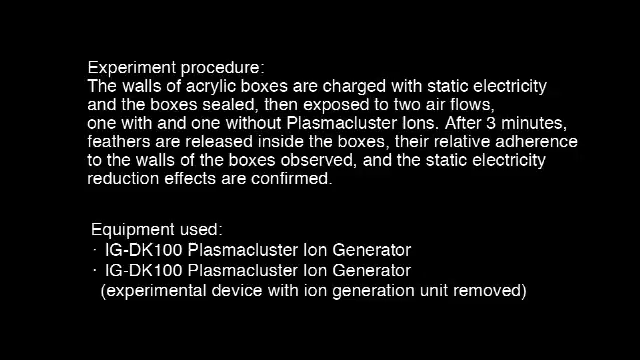 Experiment procedure:
The walls of acrylic boxes are charged with static electricity
and the boxes sealed, then exposed to two air flows,
one with and one without Plasmacluster Ions. After 3 minutes,
feathers are released inside the boxes, their relative adherence
to the walls of the boxes observed, and the static electricity
reduction effects are confirmed.
Equipment used:
· IG-DK100 Plasmacluster Ion Generator
· IG-DK100 Plasmacluster Ion Generator
(experimental device with ion generation unit removed)